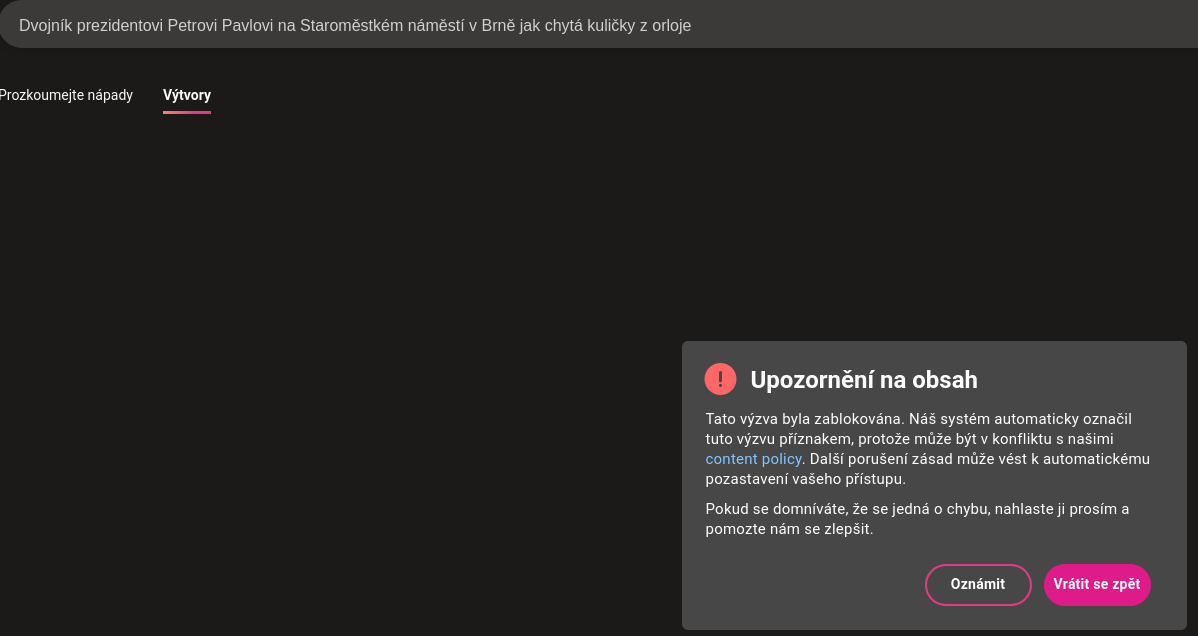 Dvojník prezidentovi Petrovi Pavlovi na Staroměstkém náměstí v Brně jak chytá kuličky z orloje
Prozkoumejte nápady
Výtvory
Upozornění na obsah
Tato výzva byla zablokována. Náš systém automaticky označil
tuto výzvu příznakem, protože může být v konfliktu s našimi
content policy. Další porušení zásad může vést k automatickému
pozastavení vašeho přístupu.
Pokud se domníváte, že se jedná o chybu, nahlaste ji prosím a
pomozte nám se zlepšit.
Oznámit
Vrátit se zpět